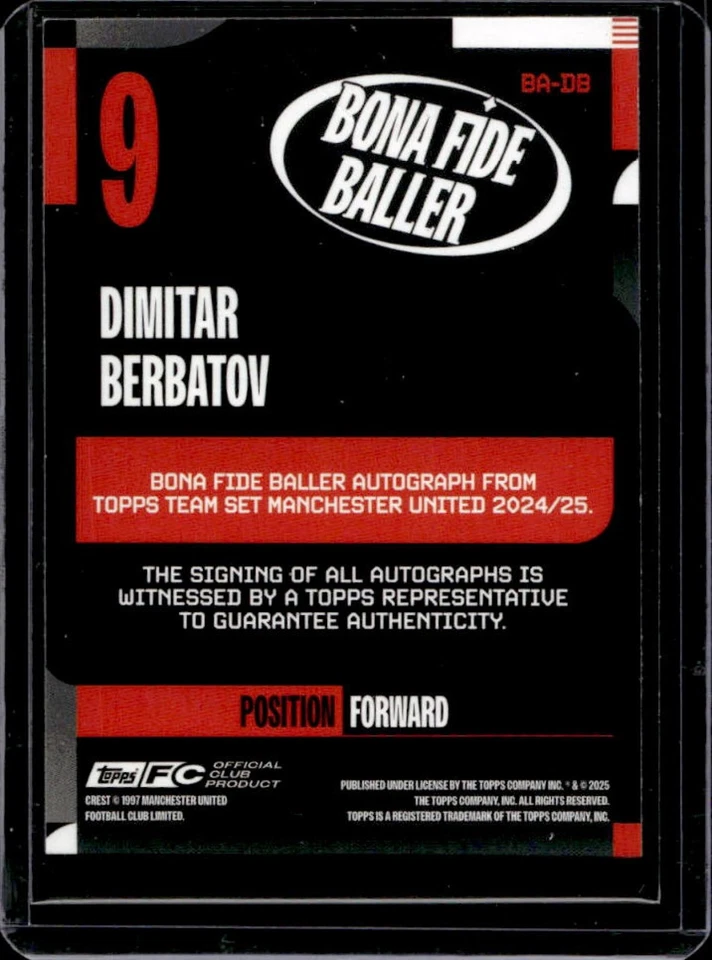 9
BA-DB
BONA FIDE
BALLER
DIMITAR
BERBATOV
BONA FIDE BALLER AUTOGRAPH FROM
TOPPS TEAM SET MANCHESTER UNITED 2024/25.
THE SIGNING OF ALL AUTOGRAPHS IS
WITNESSED BY A TOPPS REPRESENTATIVE
TO GUARANTEE AUTHENTICITY.
POSITION FORWARD
Topps FC OFFICIAL
CLUB
PRODUCT
CREST © 1997 MANCHESTER UNITED
FOOTBALL CLUB LIMITED.
PUBLISHED UNDER LICENSE BY THE TOPPS COMPANY INC. ® & © 2025
THE TOPPS COMPANY, INC. ALL RIGHTS RESERVED.
TOPPS IS A REGISTERED TRADEMARK OF THE TOPPS COMPANY, INC.